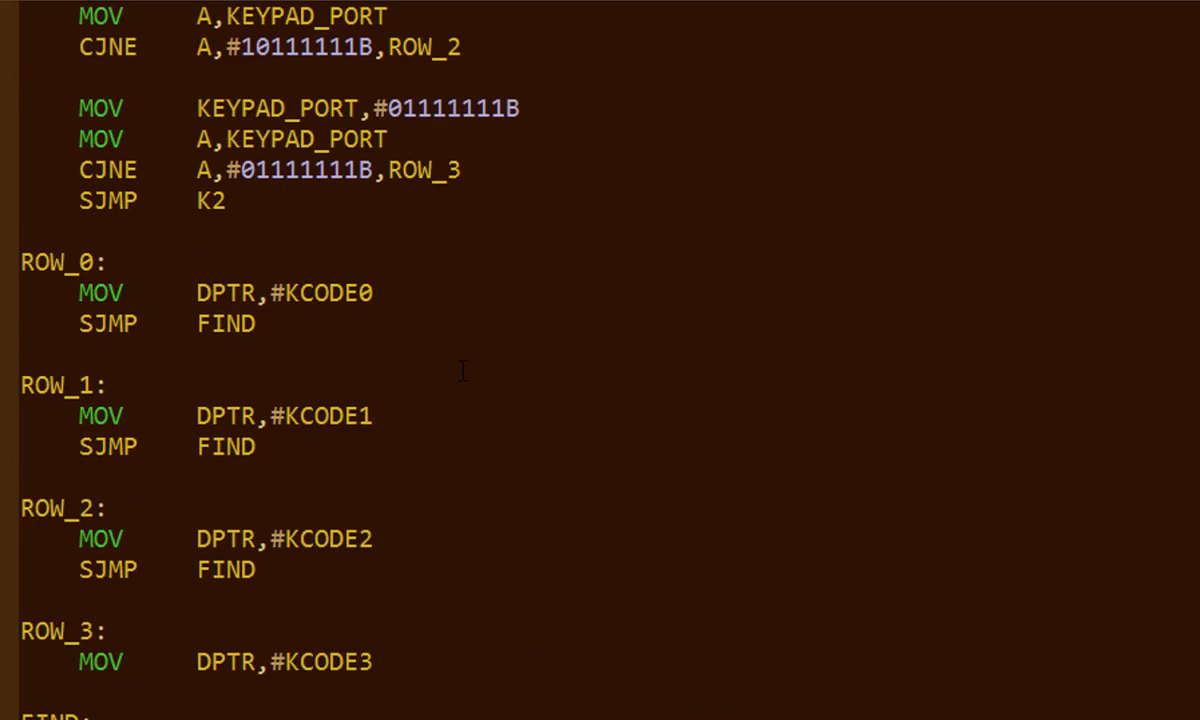 MOV A,KEYPAD_PORT
CJNE A,#10111111B,ROW_2
MOV KEYPAD_PORT,#01111111B
MOV A,KEYPAD_PORT
CJNE A,#01111111B,ROW_3
SJMP K2
ROW_0:
MOV DPTR,#KCODE0
SJMP FIND
ROW_1:
MOV DPTR,#KCODE1
SJMP FIND
ROW_2:
MOV DPTR,#KCODE2
SJMP FIND
ROW_3:
MOV DPTR,#KCODE3
FIND: